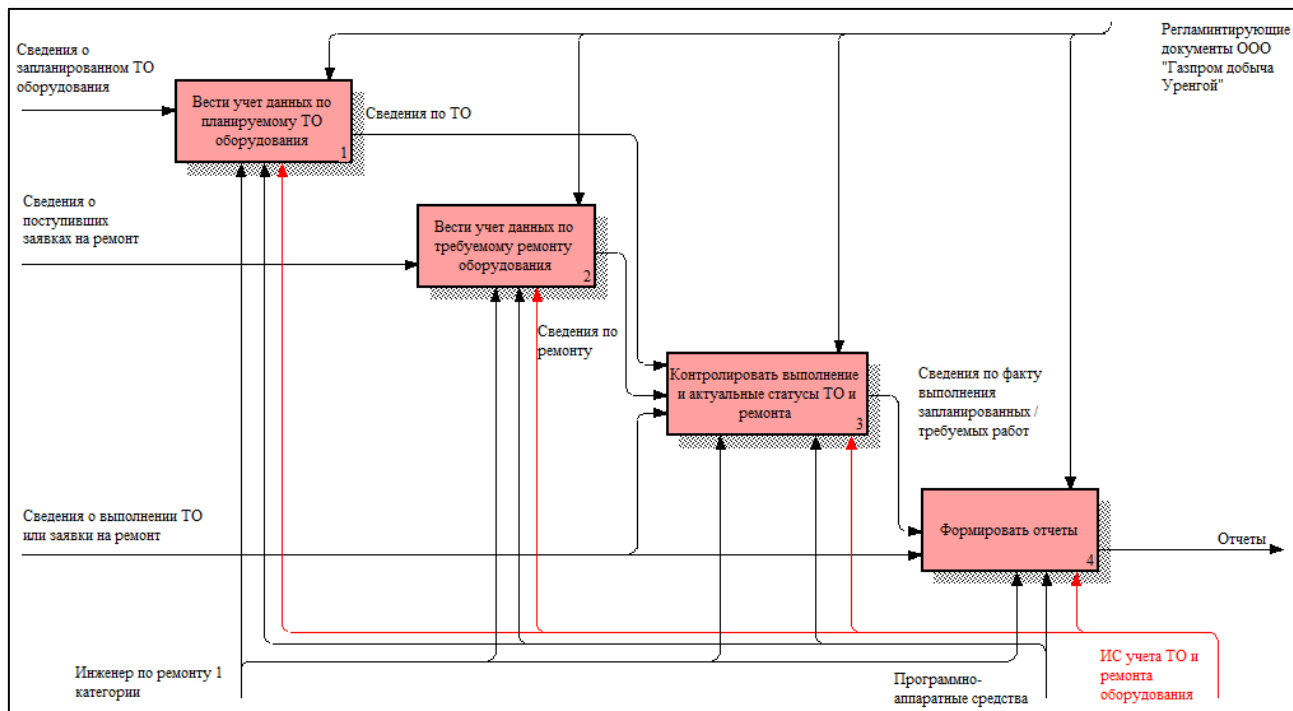 Сведения о
запланированном ТО
оборудования
Регламинтирующие
документы ООО
"Газпром добыча
Уренгой"
Вести учет данных по
планируемому ТО
оборудования
1
Сведения по ТО
Сведения о
поступивших
заявках на ремонт
Вести учет данных по
требуемому ремонту
оборудования
2
Сведения по
ремонту
Контролировать выполнение
и актуальные статусы ТО и
ремонта
3
Сведения по факту
выполнения
запланированных /
требуемых работ
Сведения о выполнении ТО
или заявки на ремонт
Формировать отчеты
4
Отчеты
Инженер по ремонту 1
категории
Программно-
аппаратные средства
ИС учета ТО и
ремонта
оборудования